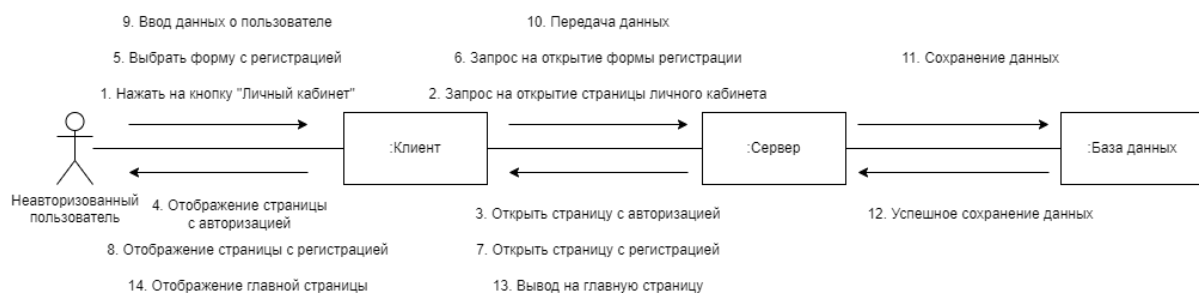 9. Ввод данных о пользователе
10. Передача данных
5. Выбрать форму с регистрацией
6. Запрос на открытие формы регистрации
11. Сохранение данных
1. Нажать на кнопку "Личный кабинет"
2. Запрос на открытие страницы личного кабинета
:Клиент
:Сервер
:База данных
Неавторизованный
пользователь
4. Отображение страницы
с авторизацией
3. Открыть страницу с авторизацией
12. Успешное сохранение данных
8. Отображение страницы с регистрацией
7. Открыть страницу с регистрацией
14. Отображение главной страницы
13. Вывод на главную страницу